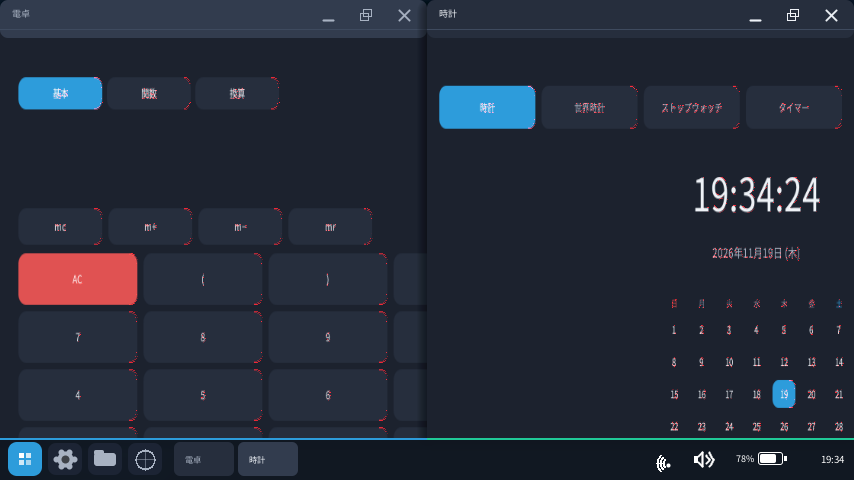 電卓
基本 関数 換算
mc m+ m− mr
AC ( )
7 8 9
4 5 6
時計
時計 世界時計 ストップウォッチ タイマー
19:34:24
2026年11月19日 (木)
日 月 火 水 木 金 土
1 2 3 4 5 6 7
8 9 10 11 12 13 14
15 16 17 18 19 20 21
22 23 24 25 26 27 28
電卓 時計 78% 19:34